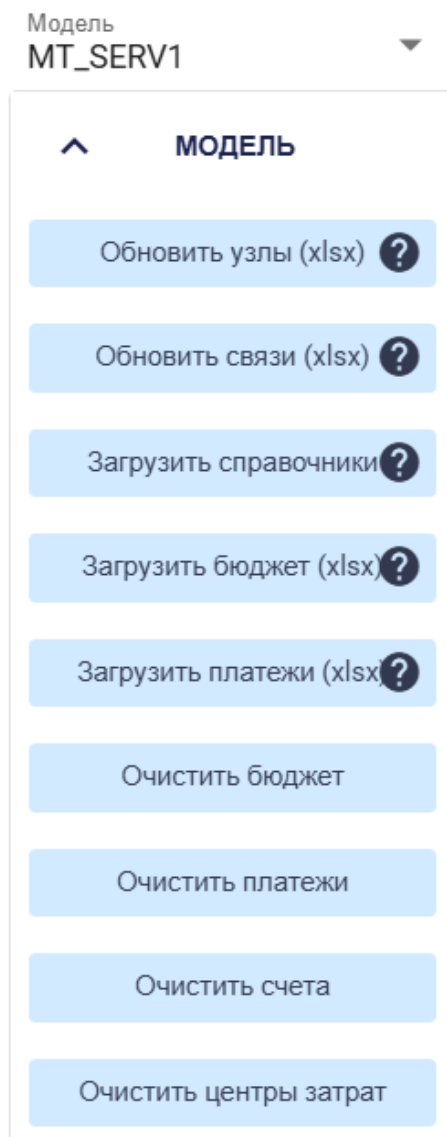 Модель
MT_SERV1
МОДЕЛЬ
Обновить узлы (xlsx) ?
Обновить связи (xlsx) ?
Загрузить справочники ?
Загрузить бюджет (xlsx) ?
Загрузить платежи (xlsx) ?
Очистить бюджет
Очистить платежи
Очистить счета
Очистить центры затрат